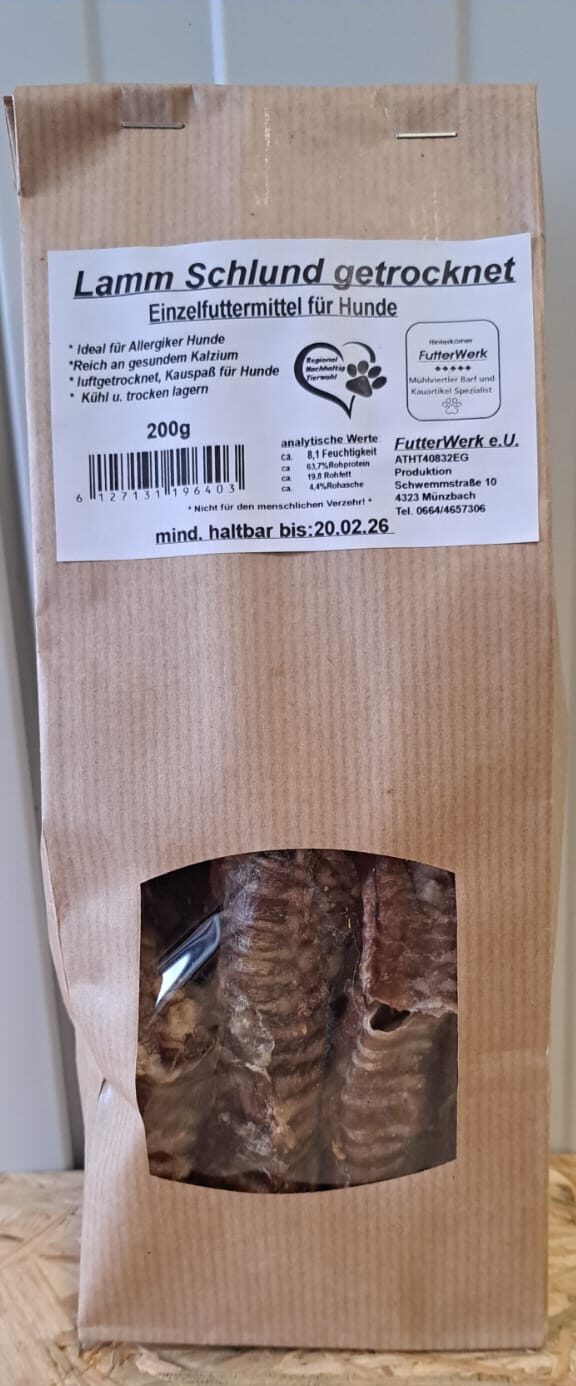 Lamm Schlund getrocknet
Einzelfuttermittel für Hunde
* Ideal für Allergiker Hunde
*Reich an gesundem Kalzium
* luftgetrocknet, Kauspaß für Hunde
* Kühl u. trocken lagern
Regional
Nachhaltig
Tierwohl
Hinterkörner
FutterWerk
Mühlviertler Barf und
Kauartikel Spezialist
200g
6 127131 196403
analytische Werte
ca. 8,1 Feuchtigkeit
ca 63,7%Rohprotein
ca. 19,8 Rohfett
ca. 4,4%Rohasche
FutterWerk e.U.
ATHT40832EG
Produktion
Schwemmstraße 10
4323 Münzbach
Tel. 0664/4657306
* Nicht für den menschlichen Verzehr! *
mind. haltbar bis:20.02.26